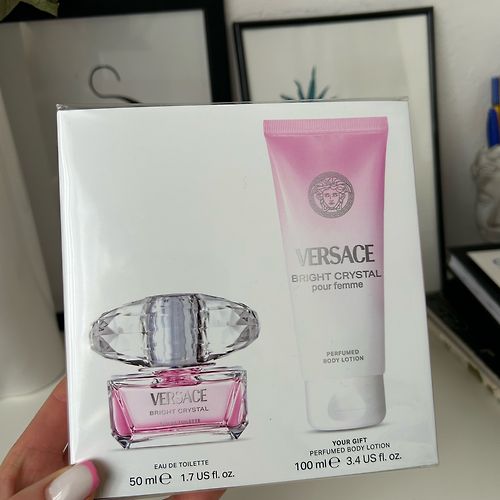 VERSACE
BRIGHT CRYSTAL
pour femme
PERFUMED
BODY LOTION
VERSACE
BRIGHT CRYSTAL
EAU DE TOILETTE
50 ml ℮ 1.7 US fl. oz.
YOUR GIFT
PERFUMED BODY LOTION
100 ml ℮ 3.4 US fl. oz.